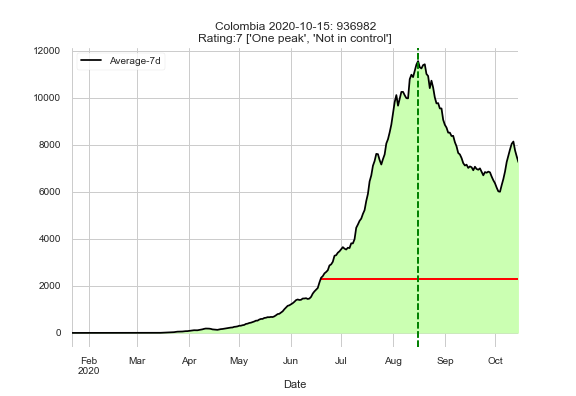 Colombia 2020-10-15: 936982
Rating:7 ['One peak', 'Not in control']
Average-7d
12000
10000
8000
6000
4000
2000
0
Feb Mar Apr May Jun Jul Aug Sep Oct
2020
Date